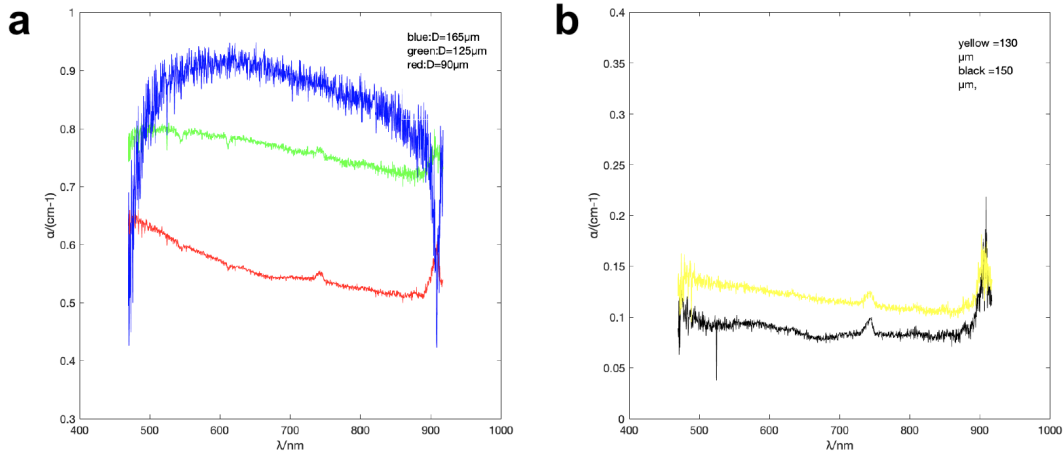 a
blue:D=165μm
green:D=125μm
red:D=90μm
1
0.9
0.8
0.7
0.6
0.5
0.4
0.3
α/(cm-1)
400
500
600
700
800
900
1000
λ/nm
b
yellow =130
μm
black =150
μm,
0.4
0.35
0.3
0.25
0.2
0.15
0.1
0.05
0
α/(cm-1)
400
500
600
700
800
900
1000
λ/nm